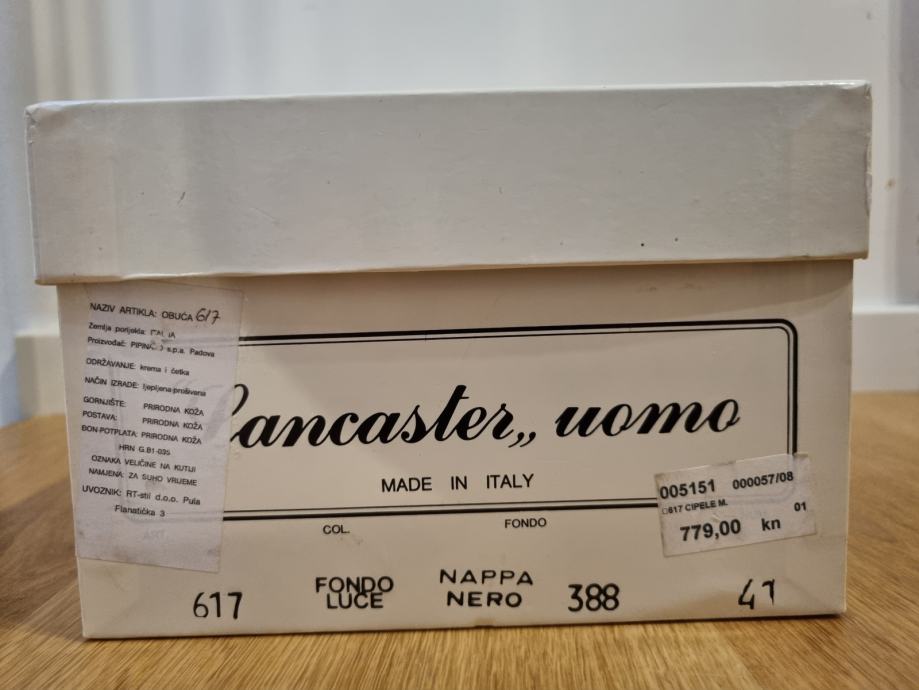 NAZIV ARTIKLA: OBUĆA 617
Zemlja porijekla:
Proizvođač: s.p.a. Padova
ODRŽAVANJE: krema i četka
NAČIN IZRADE: ljepljena-prošivena
GORNJIŠTE: PRIRODNA KOŽA
POSTAVA: PRIRODNA KOŽA
ĐON-POTPLATA: PRIRODNA KOŽA
HRN G.B1-035
OZNAKA VELIČINE NA KUTIJI
NAMJENA: ZA SUHO VRIJEME
UVOZNIK: RT-stil d.o.o. Pula
Flanatička 3
Lancaster,, uomo
MADE IN ITALY
COL. FONDO
005151 000057/08
617 CIPELE M.
779,00 kn 01
617 FONDO LUCE NAPPA NERO 388 41